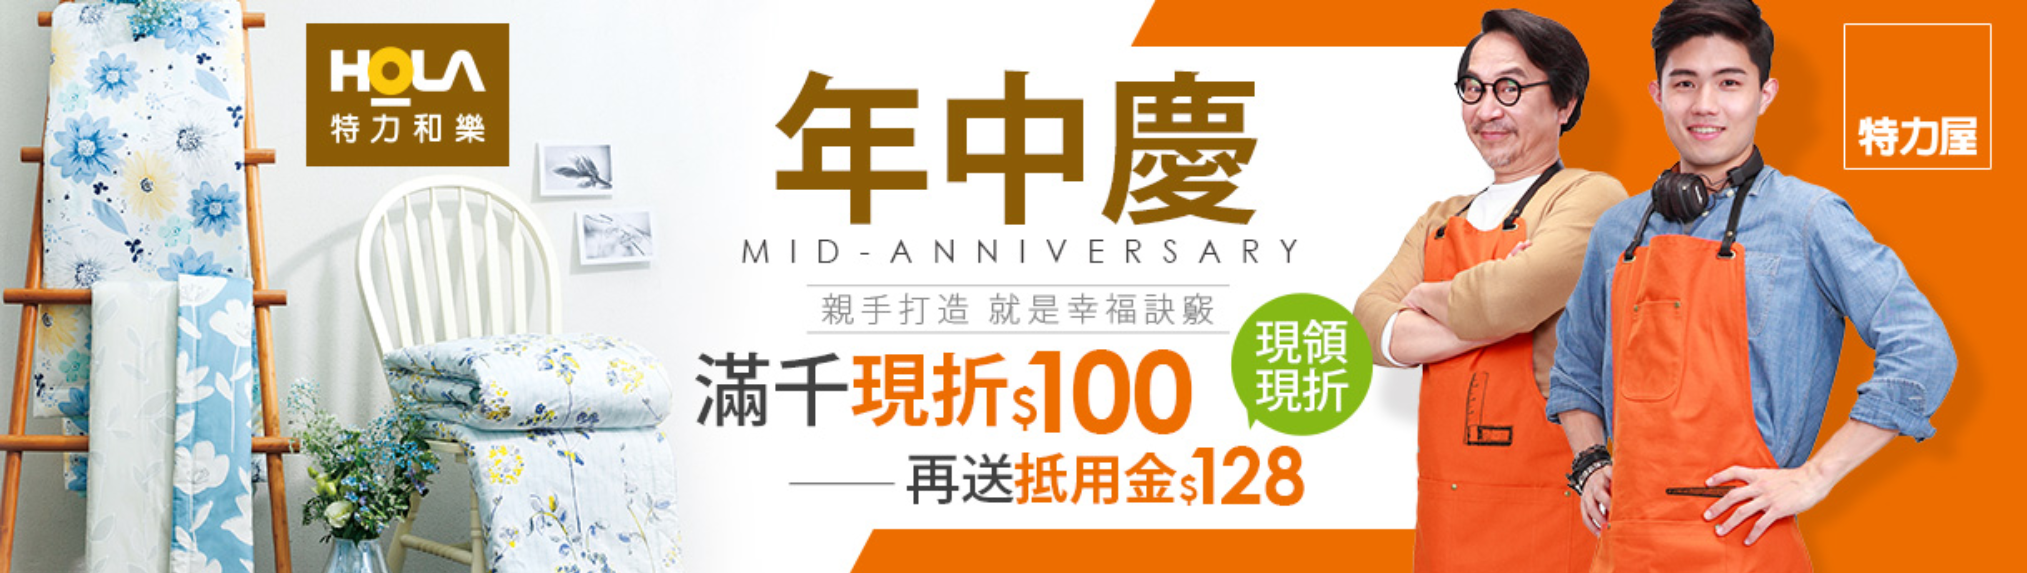 HOLA
特力和樂
年中慶
MID-ANNIVERSARY
親手打造 就是幸福訣竅
滿千現折$100
現領
現折
再送抵用金$128
特力屋